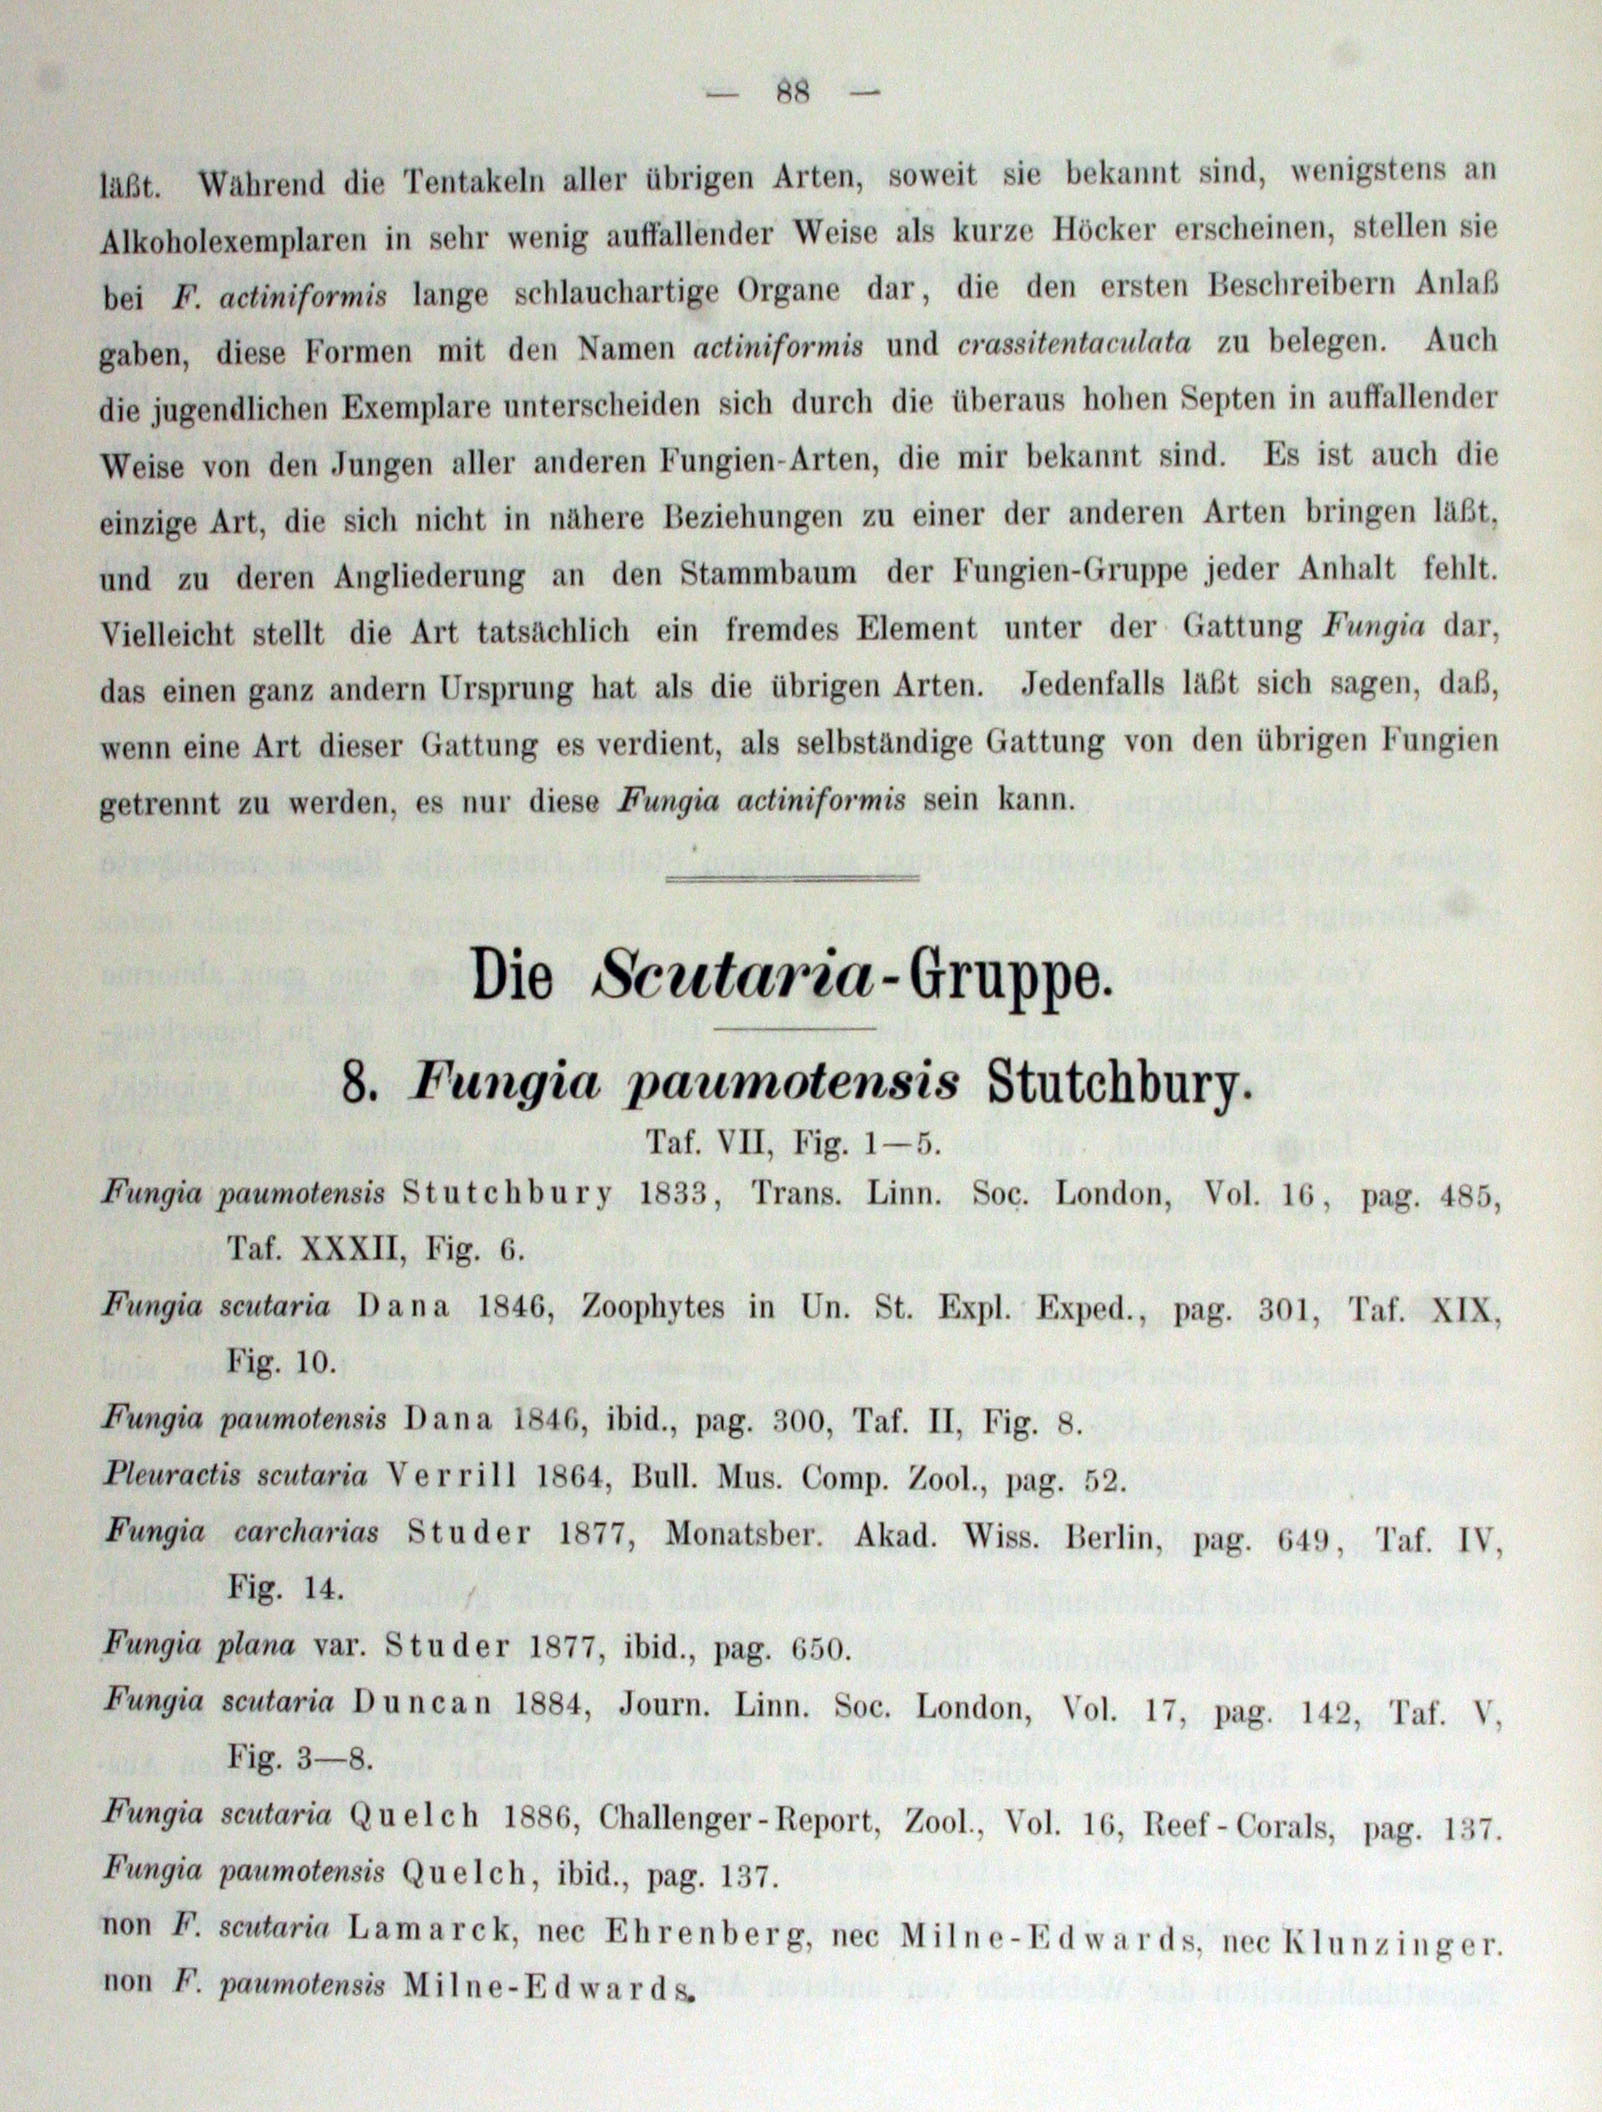 — 88 —
läßt. Während die Tentakeln aller übrigen Arten, soweit sie bekannt sind, wenigstens an
Alkoholexemplaren in sehr wenig auffallender Weise als kurze Höcker erscheinen, stellen sie
bei F. actiniformis lange schlauchartige Organe dar, die den ersten Beschreibern Anlaß
gaben, diese Formen mit den Namen actiniformis und crassitentaculata zu belegen. Auch
die jugendlichen Exemplare unterscheiden sich durch die überaus hohen Septen in auffallender
Weise von den Jungen aller anderen Fungien-Arten, die mir bekannt sind. Es ist auch die
einzige Art, die sich nicht in nähere Beziehungen zu einer der anderen Arten bringen läßt,
und zu deren Angliederung an den Stammbaum der Fungien-Gruppe jeder Anhalt fehlt.
Vielleicht stellt die Art tatsächlich ein fremdes Element unter der Gattung Fungia dar,
das einen ganz andern Ursprung hat als die übrigen Arten. Jedenfalls läßt sich sagen, daß,
wenn eine Art dieser Gattung es verdient, als selbständige Gattung von den übrigen Fungien
getrennt zu werden, es nur diese Fungia actiniformis sein kann.
Die Scutaria-Gruppe.
8. Fungia paumotensis Stutchbury.
Taf. VII, Fig. 1—5.
Fungia paumotensis Stutchbury 1833, Trans. Linn. Soc. London, Vol. 16, pag. 485,
Taf. XXXII, Fig. 6.
Fungia scutaria Dana 1846, Zoophytes in Un. St. Expl. Exped., pag. 301, Taf. XIX,
Fig. 10.
Fungia paumotensis Dana 1846, ibid., pag. 300, Taf. II, Fig. 8.
Pleuractis scutaria Verrill 1864, Bull. Mus. Comp. Zool., pag. 52.
Fungia carcharias Studer 1877, Monatsber. Akad. Wiss. Berlin, pag. 649, Taf. IV,
Fig. 14.
Fungia plana var. Studer 1877, ibid., pag. 650.
Fungia scutaria Duncan 1884, Journ. Linn. Soc. London, Vol. 17, pag. 142, Taf. V,
Fig. 3—8.
Fungia scutaria Quelch 1886, Challenger-Report, Zool., Vol. 16, Reef-Corals, pag. 137.
Fungia paumotensis Quelch, ibid., pag. 137.
non F. scutaria Lamarck, nec Ehrenberg, nec Milne-Edwards, nec Klunzinger.
non F. paumotensis Milne-Edwards.